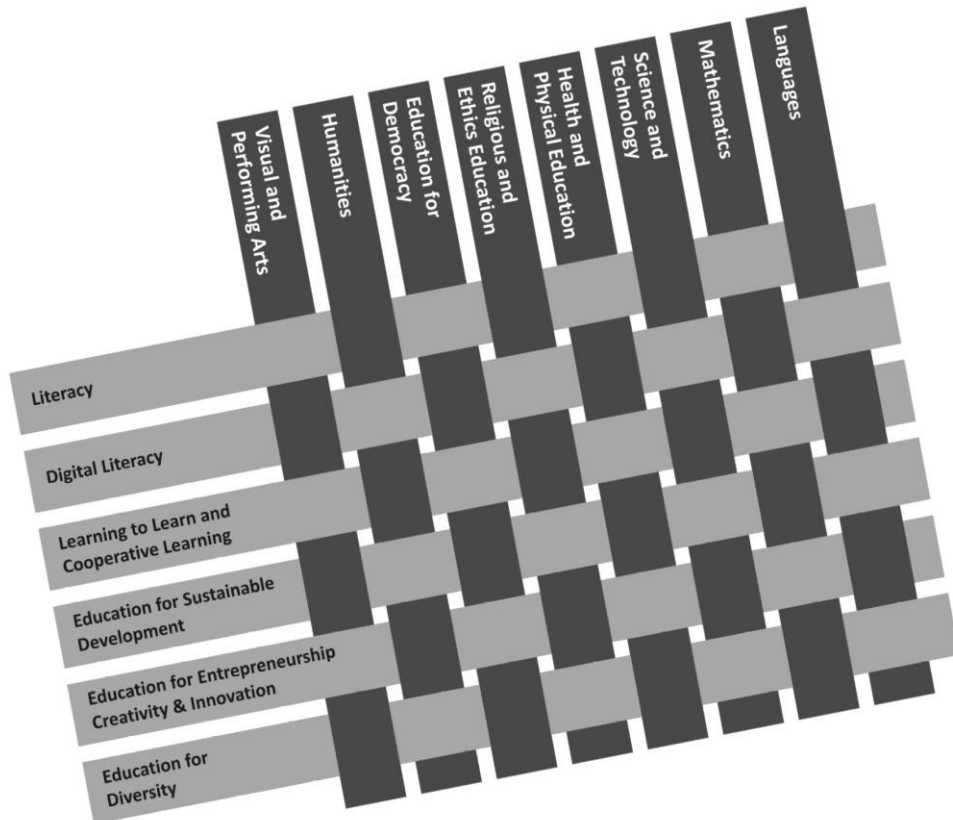 Visual and
Performing Arts
Humanities
Education for
Democracy
Religious and
Ethics Education
Health and
Physical Education
Science and
Technology
Mathematics
Languages
Literacy
Digital Literacy
Learning to Learn and
Cooperative Learning
Education for Sustainable
Development
Education for Entrepreneurship
Creativity & Innovation
Education for
Diversity